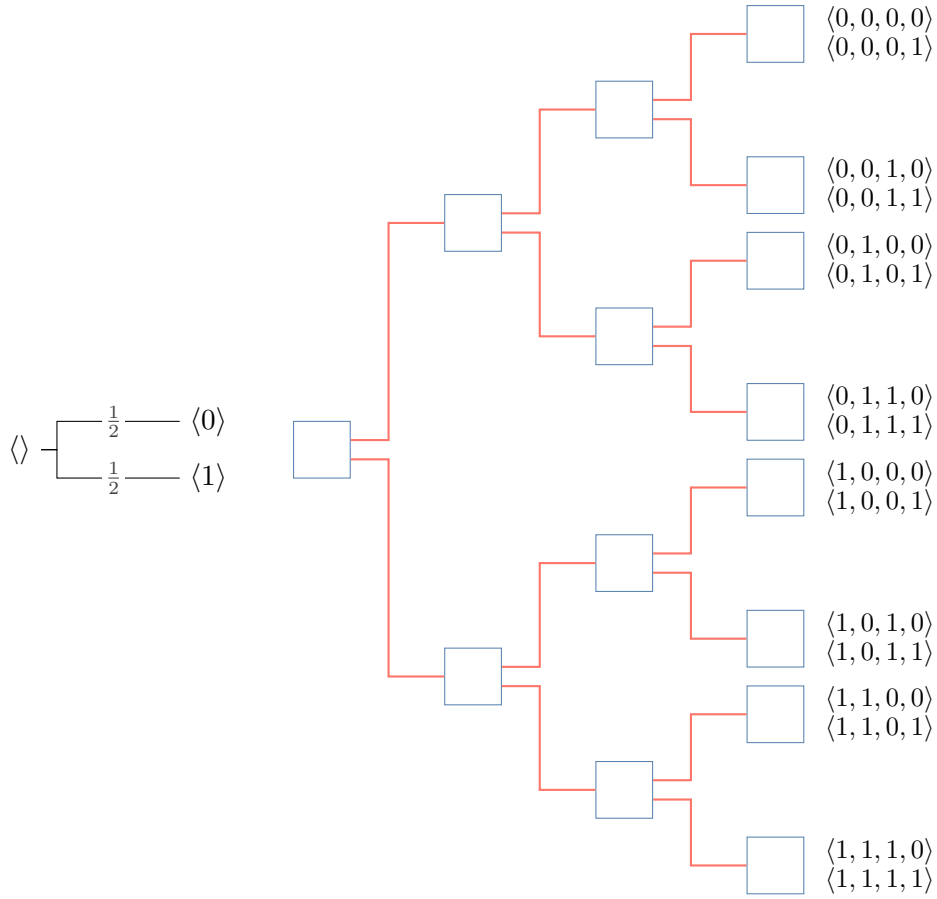 ⟨0, 0, 0, 0⟩
⟨0, 0, 0, 1⟩
⟨0, 0, 1, 0⟩
⟨0, 0, 1, 1⟩
⟨0, 1, 0, 0⟩
⟨0, 1, 0, 1⟩
⟨0, 1, 1, 0⟩
⟨0, 1, 1, 1⟩
⟨⟩
1/2 ⟨0⟩
1/2 ⟨1⟩
⟨1, 0, 0, 0⟩
⟨1, 0, 0, 1⟩
⟨1, 0, 1, 0⟩
⟨1, 0, 1, 1⟩
⟨1, 1, 0, 0⟩
⟨1, 1, 0, 1⟩
⟨1, 1, 1, 0⟩
⟨1, 1, 1, 1⟩